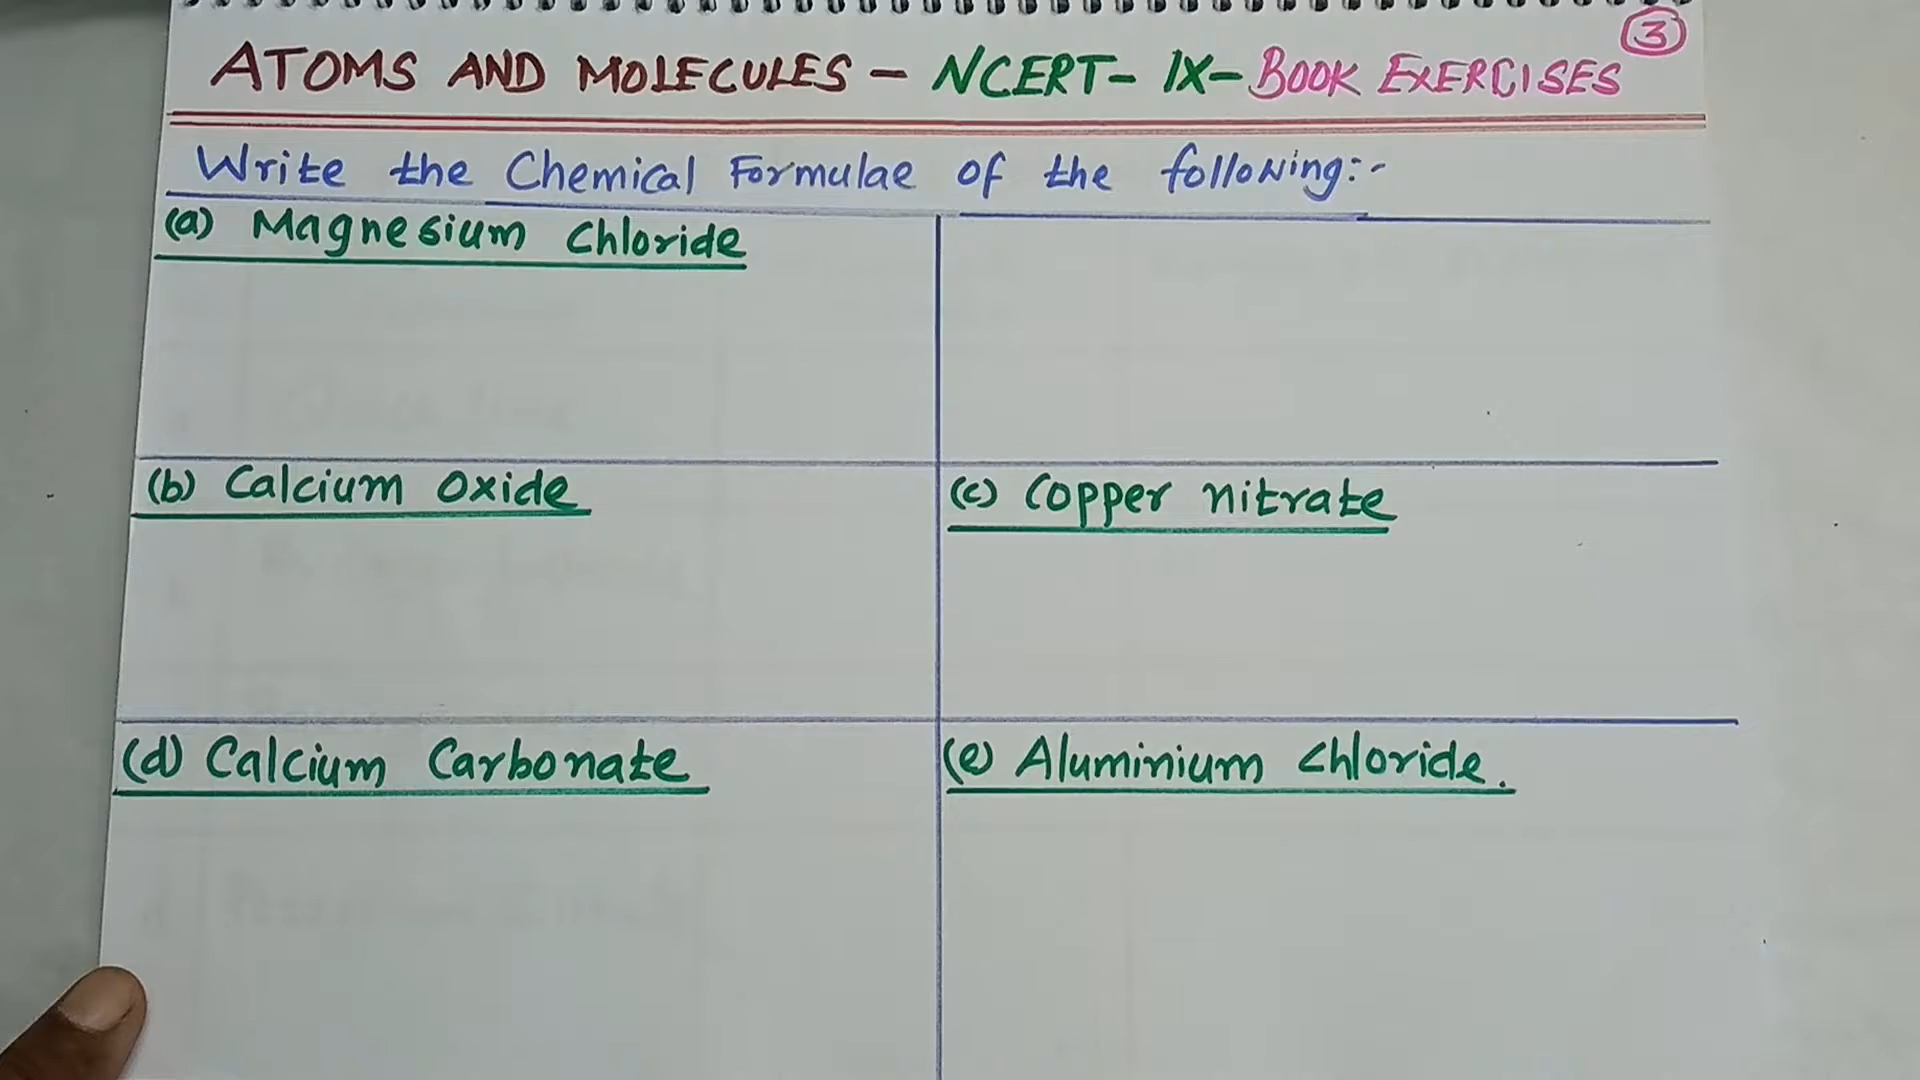 3
ATOMS AND MOLECULES - NCERT- IX- BOOK EXERCISES
Write the Chemical Formulae of the following:-
(a) Magnesium Chloride
(b) Calcium Oxide
(c) Copper nitrate
(d) Calcium Carbonate
(e) Aluminium Chloride.